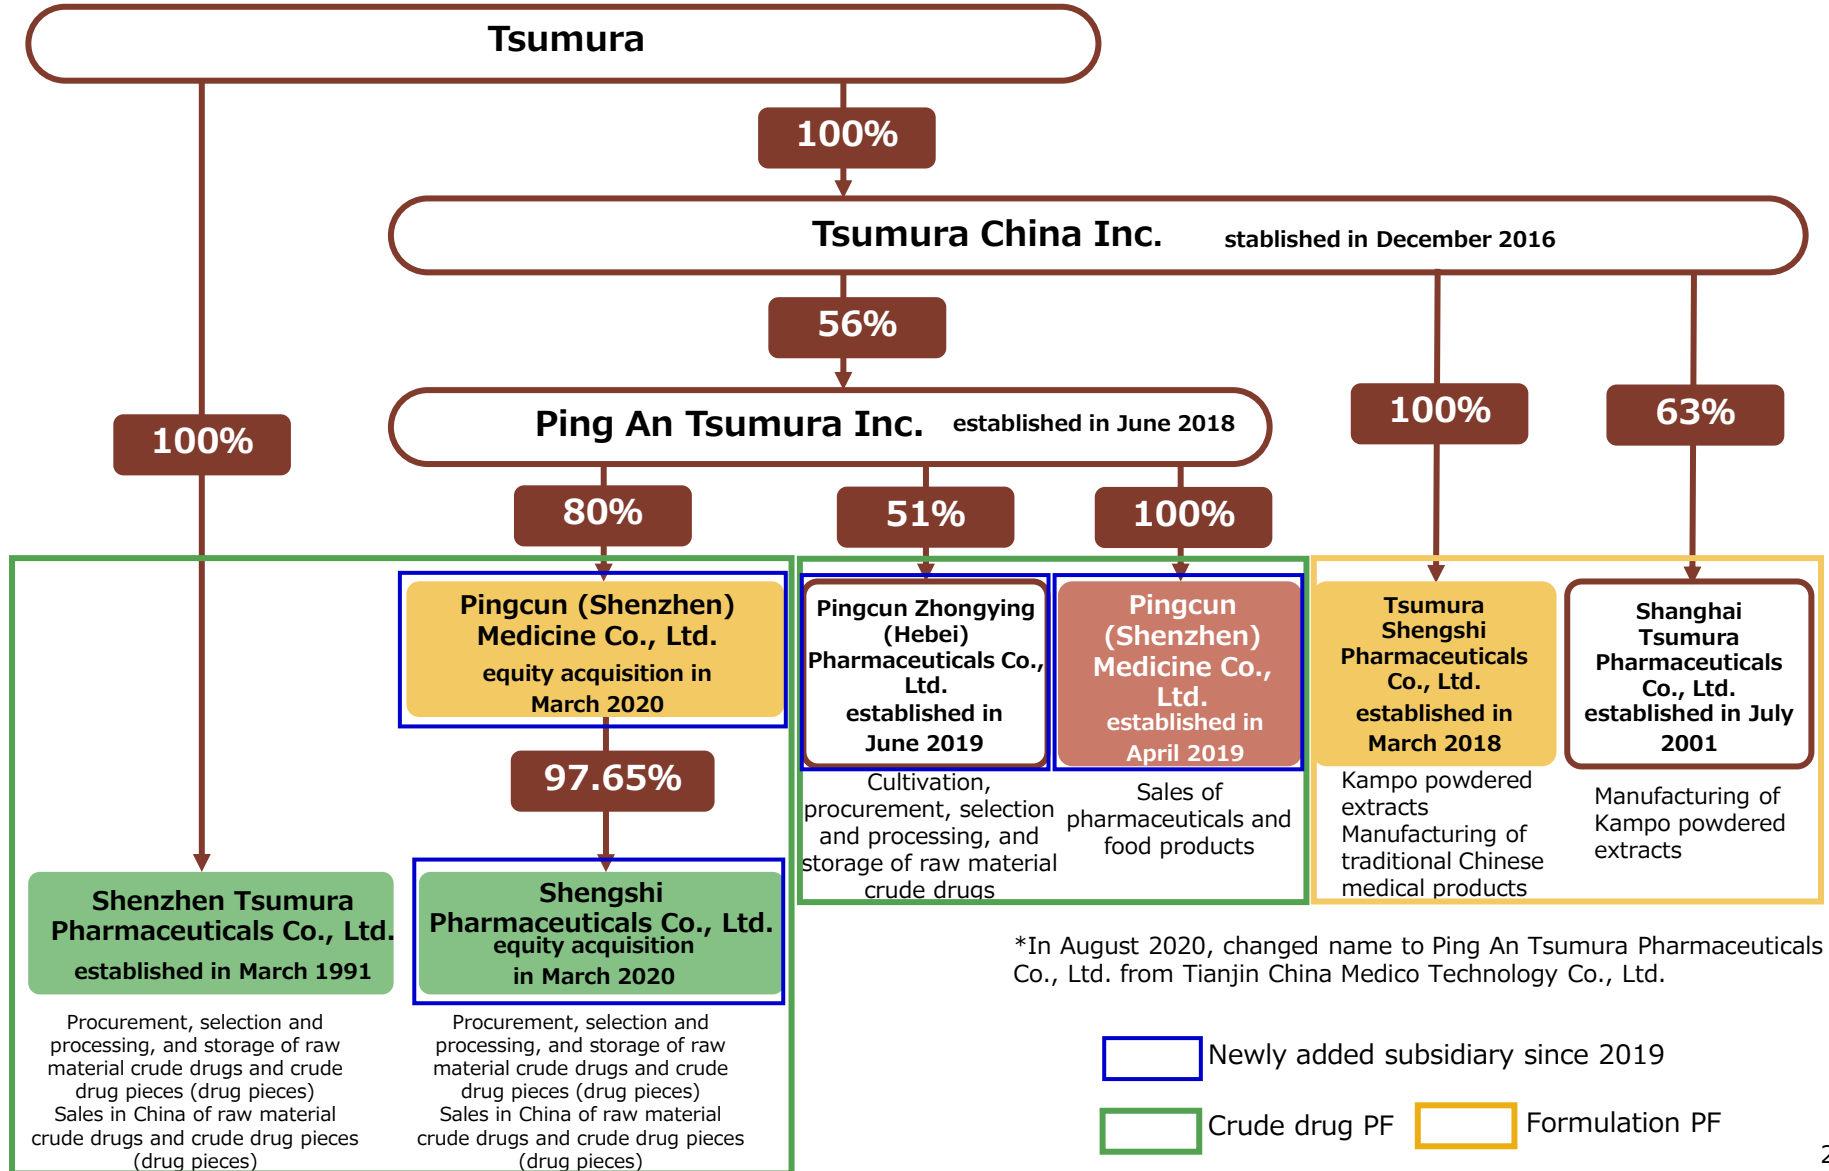 Tsumura
100%
Tsumura China Inc. stablished in December 2016
56%
100%
63%
Ping An Tsumura Inc. established in June 2018
100%
80%
51%
100%
Pingcun (Shenzhen)
Medicine Co., Ltd.
equity acquisition in
March 2020
Pingcun Zhongying
(Hebei)
Pharmaceuticals Co.,
Ltd.
established in
June 2019
Cultivation,
procurement, selection
and processing, and
storage of raw material
crude drugs
Pingcun
(Shenzhen)
Medicine Co.,
Ltd.
established in
April 2019
Sales of
pharmaceuticals and
food products
Tsumura
Shengshi
Pharmaceuticals
Co., Ltd.
established in
March 2018
Kampo powdered
extracts
Manufacturing of
traditional Chinese
medical products
Shanghai
Tsumura
Pharmaceuticals
Co., Ltd.
established in July
2001
Manufacturing of
Kampo powdered
extracts
97.65%
Shenzhen Tsumura
Pharmaceuticals Co., Ltd.
established in March 1991
Procurement, selection and
processing, and storage of raw
material crude drugs and crude
drug pieces (drug pieces)
Sales in China of raw material
crude drugs and crude drug pieces
(drug pieces)
Shengshi
Pharmaceuticals Co., Ltd.
equity acquisition
in March 2020
Procurement, selection and
processing, and storage of raw
material crude drugs and crude
drug pieces (drug pieces)
Sales in China of raw material
crude drugs and crude drug pieces
(drug pieces)
*In August 2020, changed name to Ping An Tsumura Pharmaceuticals
Co., Ltd. from Tianjin China Medico Technology Co., Ltd.
Newly added subsidiary since 2019
Crude drug PF
Formulation PF
2